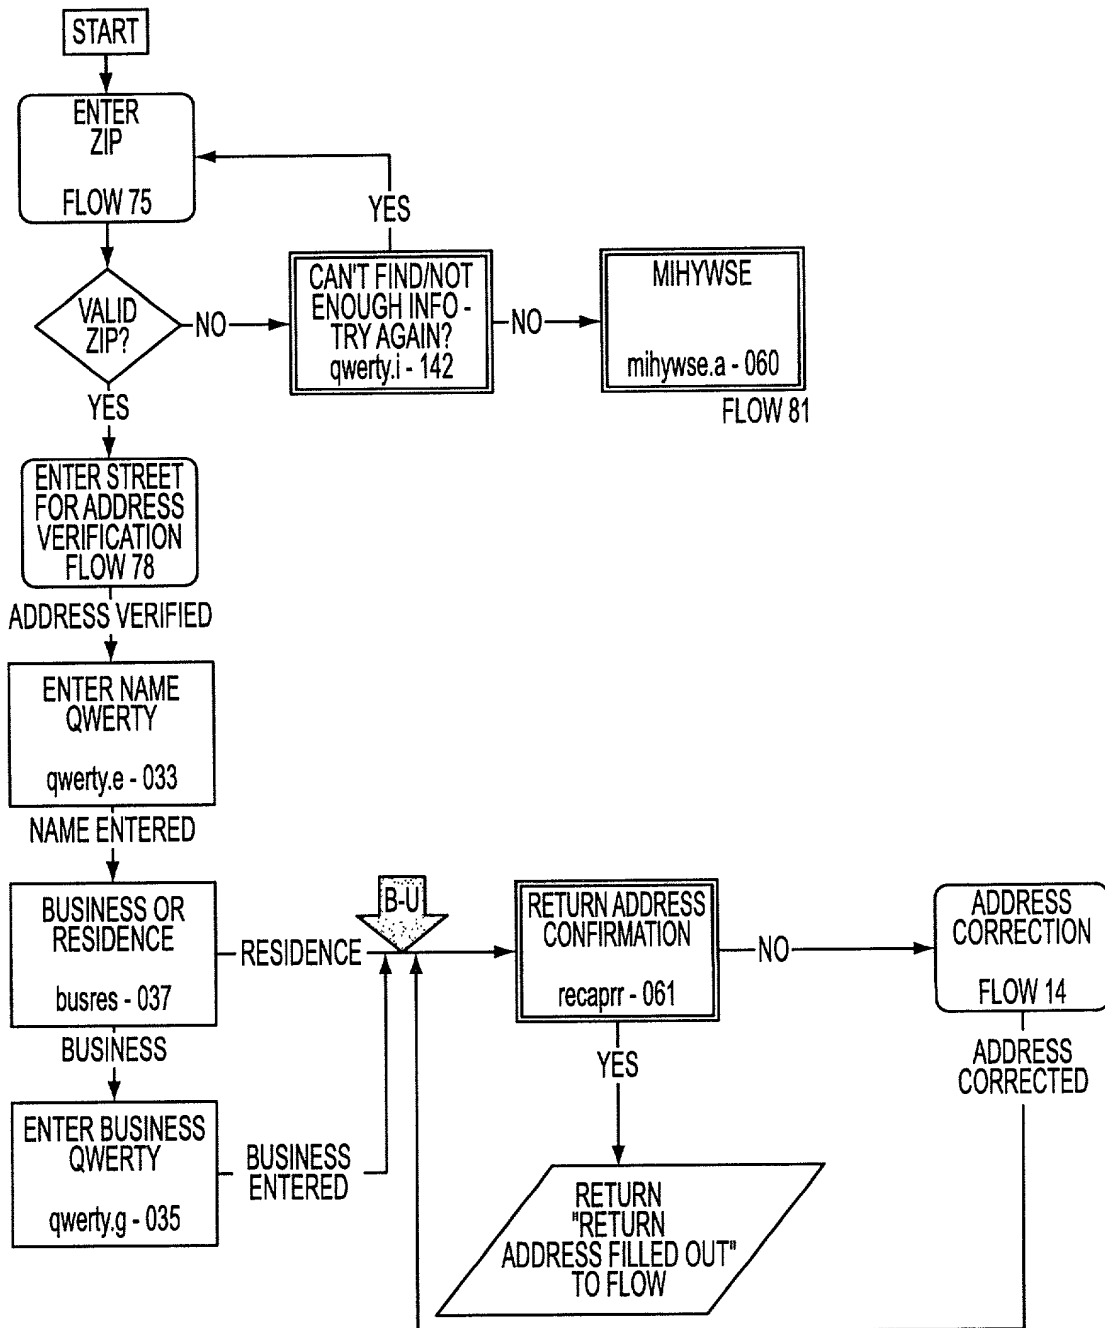 START
ENTER
ZIP
FLOW 75
YES
VALID
ZIP?
NO
CAN'T FIND/NOT
ENOUGH INFO -
TRY AGAIN?
qwerty.i - 142
NO
MIHYWSE
mihywse.a - 060
FLOW 81
YES
ENTER STREET
FOR ADDRESS
VERIFICATION
FLOW 78
ADDRESS VERIFIED
ENTER NAME
QWERTY
qwerty.e - 033
NAME ENTERED
BUSINESS OR
RESIDENCE
busres - 037
RESIDENCE
B-U
RETURN ADDRESS
CONFIRMATION
recaprr - 061
NO
ADDRESS
CORRECTION
FLOW 14
BUSINESS
YES
ADDRESS
CORRECTED
ENTER BUSINESS
QWERTY
qwerty.g - 035
BUSINESS
ENTERED
RETURN
"RETURN
ADDRESS FILLED OUT"
TO FLOW